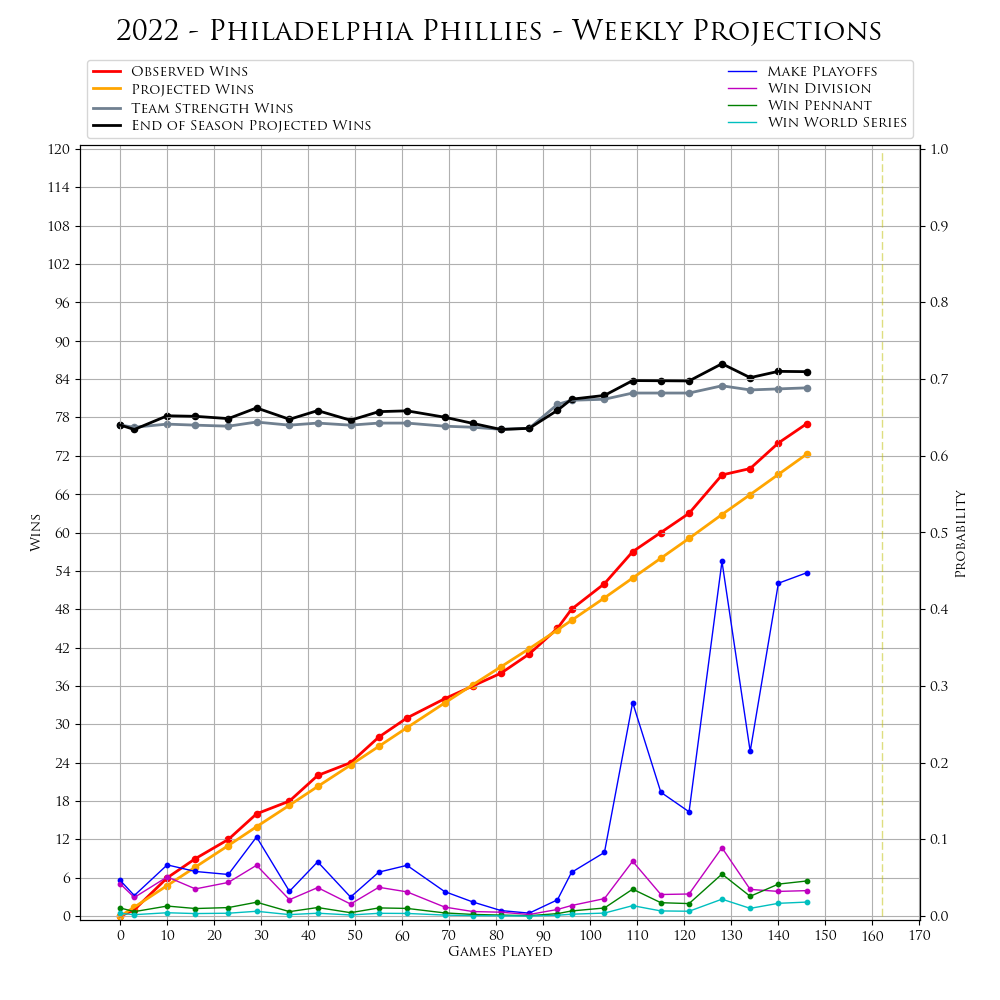 2022 - Philadelphia Phillies - Weekly Projections
Observed Wins
Projected Wins
Team Strength Wins
End of Season Projected Wins
Make Playoffs
Win Division
Win Pennant
Win World Series
120
114
108
102
96
90
84
78
72
66
60
54
48
42
36
30
24
18
12
6
0
Wins
1.0
0.9
0.8
0.7
0.6
0.5
0.4
0.3
0.2
0.1
0.0
Probability
0 10 20 30 40 50 60 70 80 90 100 110 120 130 140 150 160 170
Games Played